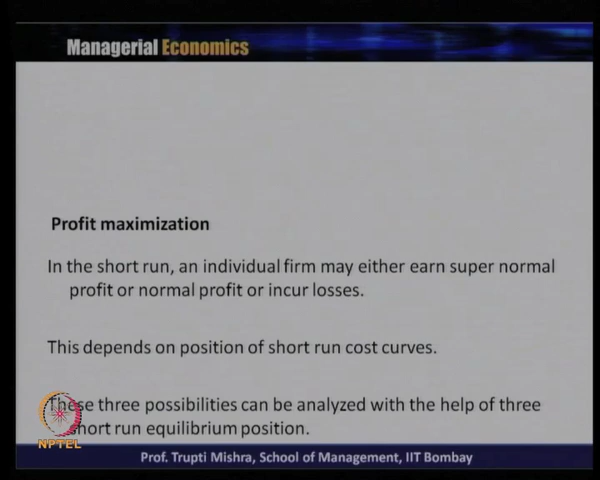 Managerial Economics
Profit maximization
In the short run, an individual firm may either earn super normal
profit or normal profit or incur losses.
This depends on position of short run cost curves.
These three possibilities can be analyzed with the help of three
short run equilibrium position.
NPTEL
Prof. Trupti Mishra, School of Management, IIT Bombay